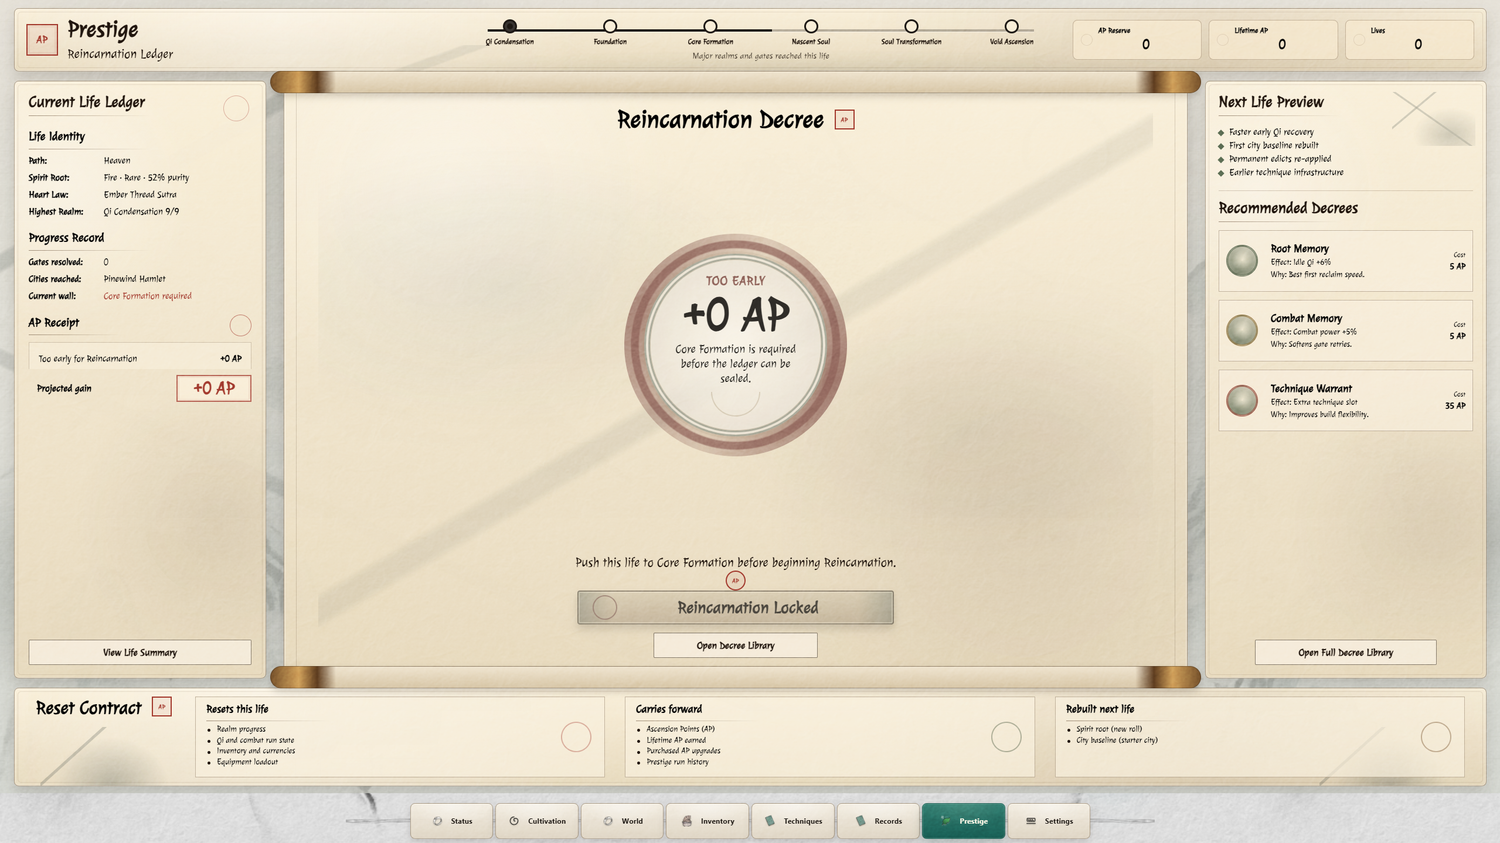 AP
Prestige
Reincarnation Ledger
Qi Condensation
Foundation
Core Formation
Nascent Soul
Soul Transformation
Void Ascension
Major realms and gates reached this life
AP Reserve
0
Lifetime AP
0
Lives
0
Current Life Ledger
Life Identity
Path: Heaven
Spirit Root: Fire · Rare · 52% purity
Heart Law: Ember Thread Sutra
Highest Realm: Qi Condensation 9/9
Progress Record
Gates resolved: 0
Cities reached: Pinewind Hamlet
Current wall: Core Formation required
AP Receipt
Too early for Reincarnation +0 AP
Projected gain +0 AP
View Life Summary
Reincarnation Decree AP
TOO EARLY
+0 AP
Core Formation is required
before the ledger can be
sealed.
Push this life to Core Formation before beginning Reincarnation.
AP
Reincarnation Locked
Open Decree Library
Next Life Preview
Faster early Qi recovery
First city baseline rebuilt
Permanent edicts re-applied
Earlier technique infrastructure
Recommended Decrees
Root Memory
Effect: Idle Qi +6%
Why: Best first reclaim speed.
Cost
5 AP
Combat Memory
Effect: Combat power +5%
Why: Softens gate retries.
Cost
5 AP
Technique Warrant
Effect: Extra technique slot
Why: Improves build flexibility.
Cost
35 AP
Open Full Decree Library
Reset Contract AP
Resets this life
• Realm progress
• Qi and combat run state
• Inventory and currencies
• Equipment loadout
Carries forward
• Ascension Points (AP)
• Lifetime AP earned
• Purchased AP upgrades
• Prestige run history
Rebuilt next life
• Spirit root (new roll)
• City baseline (starter city)
Status
Cultivation
World
Inventory
Techniques
Records
Prestige
Settings